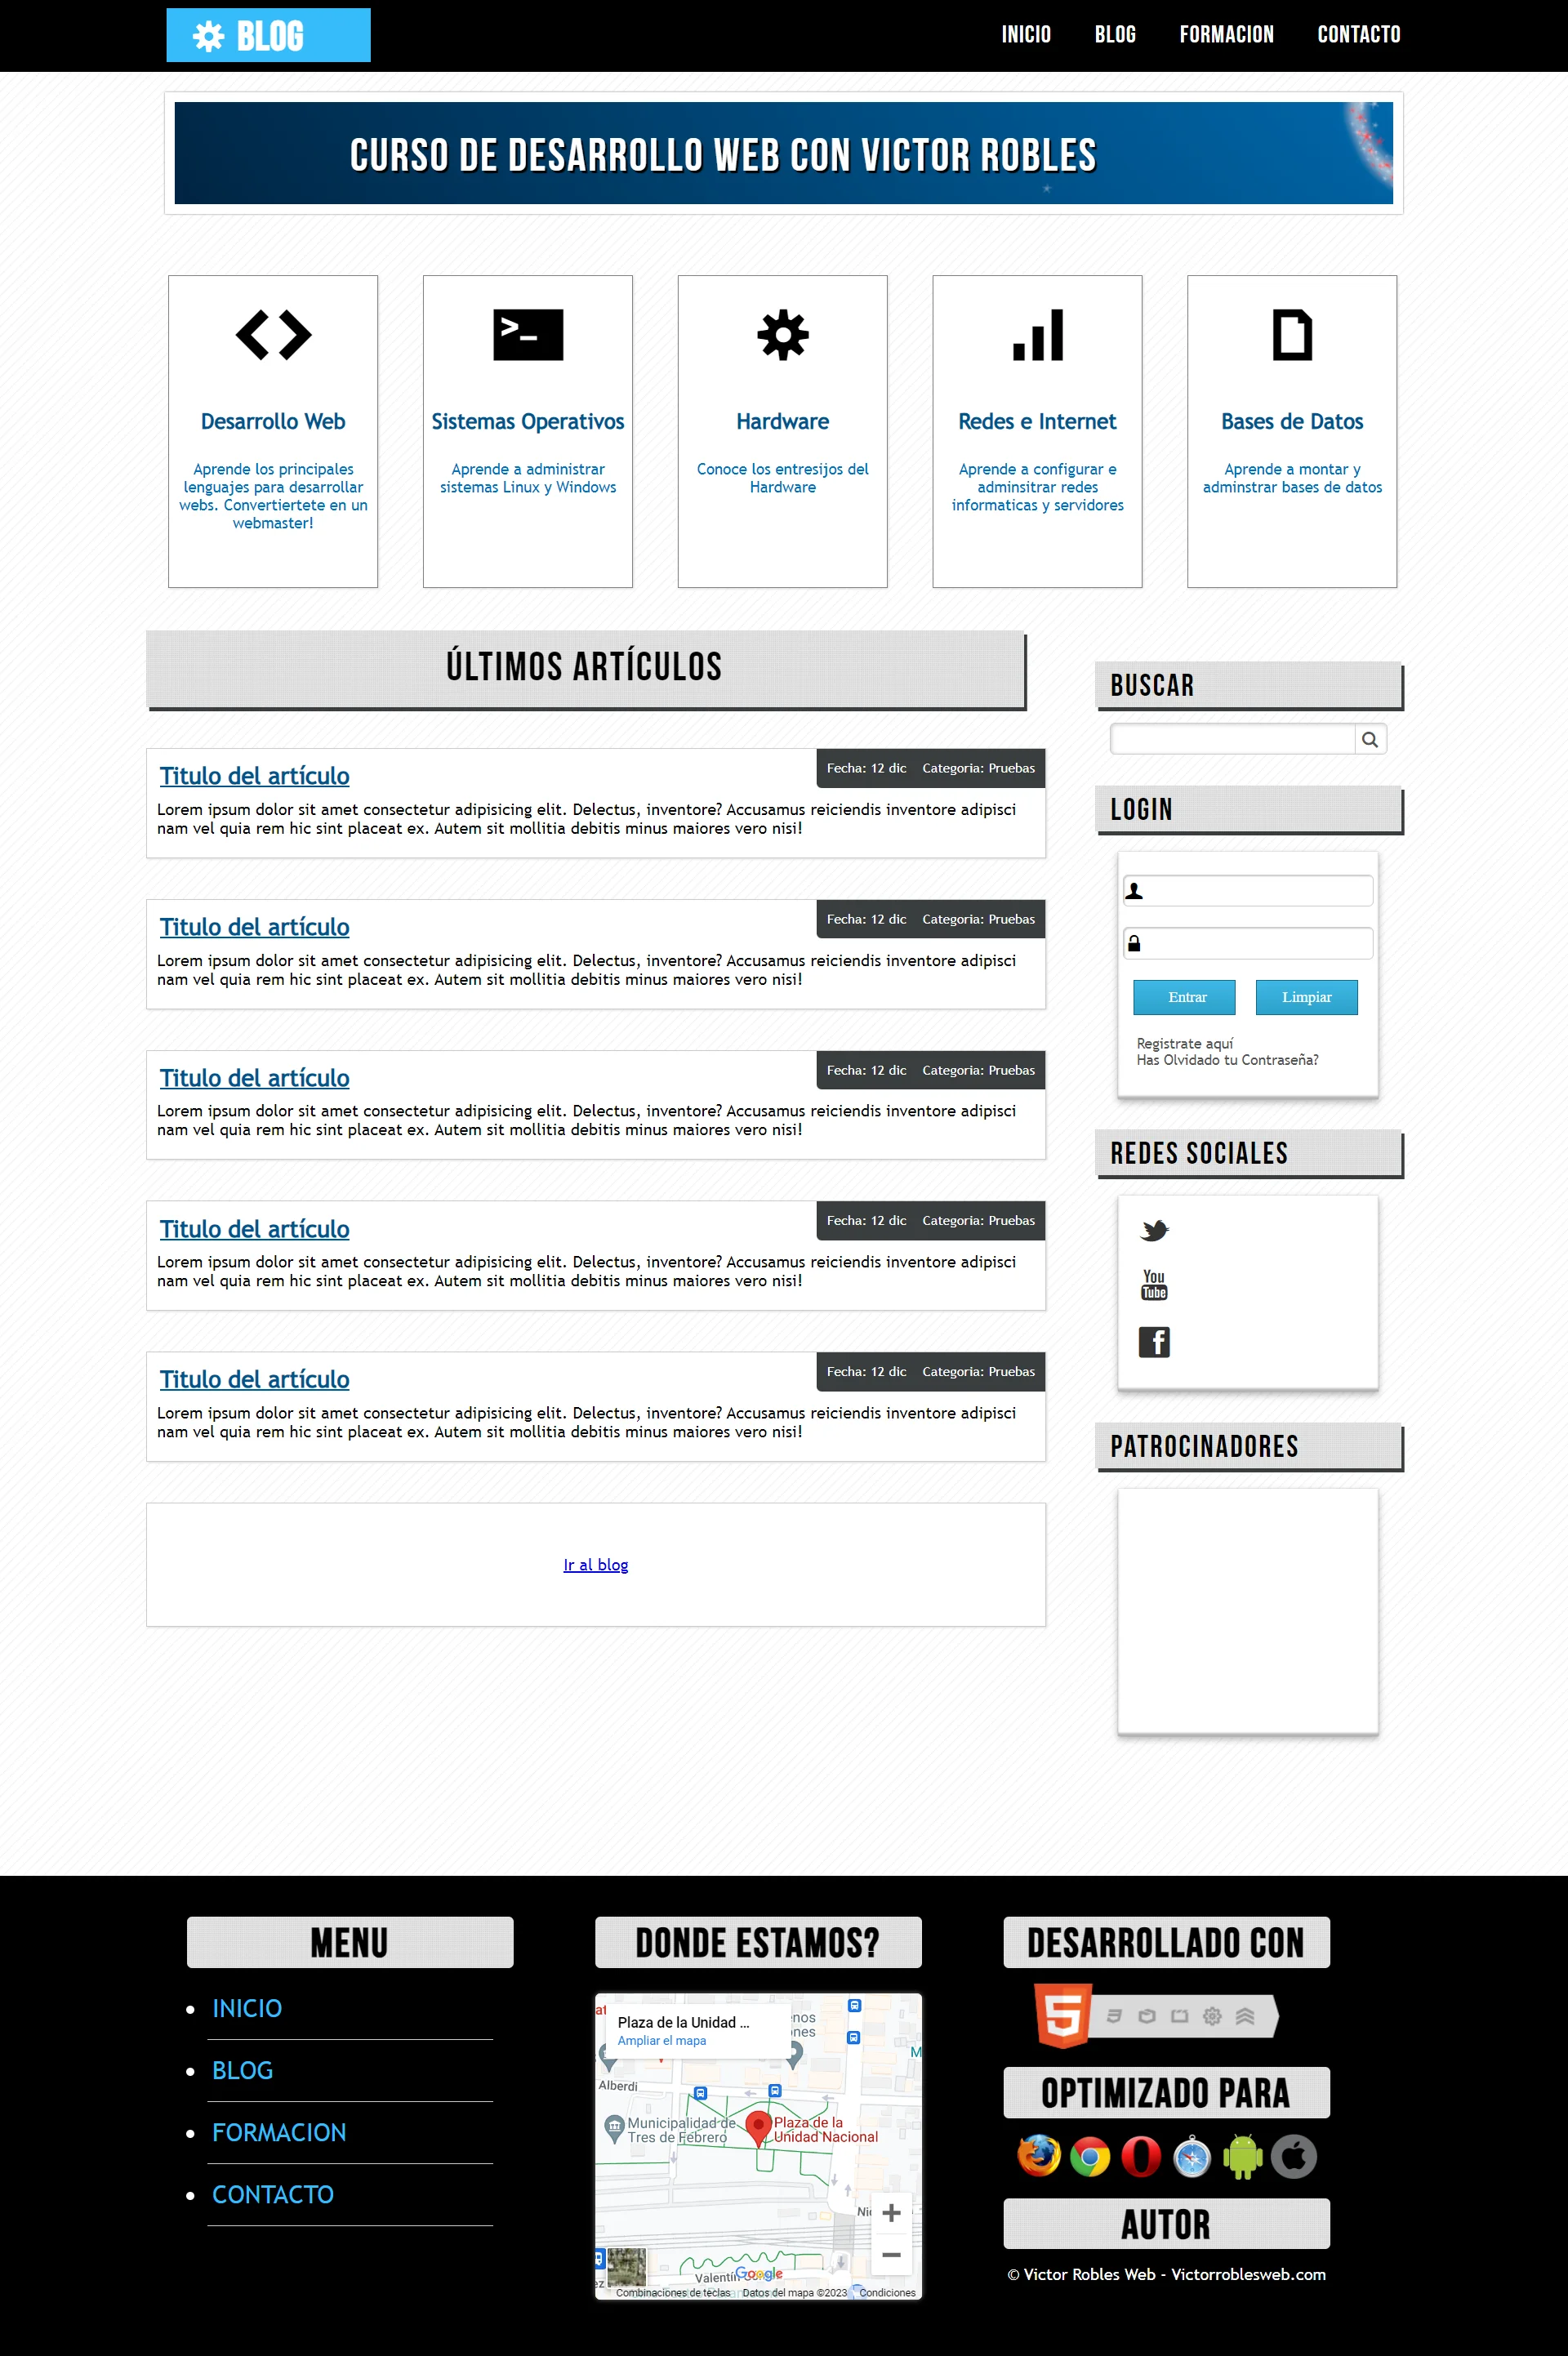 BLOG
INICIO BLOG FORMACION CONTACTO
CURSO DE DESARROLLO WEB CON VICTOR ROBLES
>_
Desarrollo Web
Aprende los principales
lenguajes para desarrollar
webs. Convertiertete en un
webmaster!
Sistemas Operativos
Aprende a administrar
sistemas Linux y Windows
Hardware
Conoce los entresijos del
Hardware
Redes e Internet
Aprende a configurar e
adminsitrar redes
informaticas y servidores
Bases de Datos
Aprende a montar y
adminstrar bases de datos
ÚLTIMOS ARTÍCULOS
Titulo del artículo
Fecha: 12 dic Categoria: Pruebas
Lorem ipsum dolor sit amet consectetur adipisicing elit. Delectus, inventore? Accusamus reiciendis inventore adipisci
nam vel quia rem hic sint placeat ex. Autem sit mollitia debitis minus maiores vero nisi!
Titulo del artículo
Fecha: 12 dic Categoria: Pruebas
Lorem ipsum dolor sit amet consectetur adipisicing elit. Delectus, inventore? Accusamus reiciendis inventore adipisci
nam vel quia rem hic sint placeat ex. Autem sit mollitia debitis minus maiores vero nisi!
Titulo del artículo
Fecha: 12 dic Categoria: Pruebas
Lorem ipsum dolor sit amet consectetur adipisicing elit. Delectus, inventore? Accusamus reiciendis inventore adipisci
nam vel quia rem hic sint placeat ex. Autem sit mollitia debitis minus maiores vero nisi!
Titulo del artículo
Fecha: 12 dic Categoria: Pruebas
Lorem ipsum dolor sit amet consectetur adipisicing elit. Delectus, inventore? Accusamus reiciendis inventore adipisci
nam vel quia rem hic sint placeat ex. Autem sit mollitia debitis minus maiores vero nisi!
Titulo del artículo
Fecha: 12 dic Categoria: Pruebas
Lorem ipsum dolor sit amet consectetur adipisicing elit. Delectus, inventore? Accusamus reiciendis inventore adipisci
nam vel quia rem hic sint placeat ex. Autem sit mollitia debitis minus maiores vero nisi!
Ir al blog
BUSCAR
LOGIN
Entrar Limpiar
Registrate aquí
Has Olvidado tu Contraseña?
REDES SOCIALES
You
Tube
f
PATROCINADORES
MENU
INICIO
BLOG
FORMACION
CONTACTO
DONDE ESTAMOS?
Plaza de la Unidad ...
Ampliar el mapa
Alberdi
Municipalidad de
Tres de Febrero
Plaza de la
Unidad Nacional
Google
Combinaciones de teclas Datos del mapa ©2023 Condiciones
DESARROLLADO CON
5
OPTIMIZADO PARA
AUTOR
© Victor Robles Web - Victorroblesweb.com